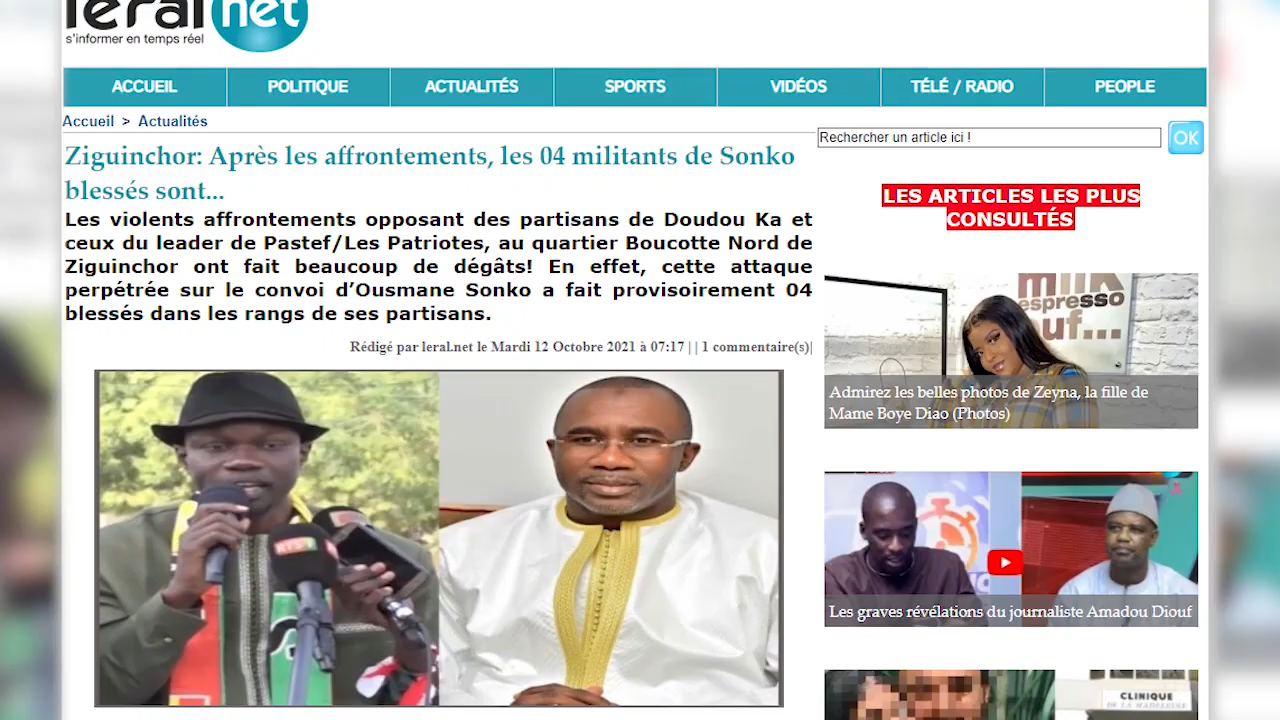 leral net
s'informer en temps réel
ACCUEIL
POLITIQUE
ACTUALITÉS
SPORTS
VIDÉOS
TÉLÉ / RADIO
PEOPLE
Accueil > Actualités
Rechercher un article ici !
OK
Ziguinchor: Après les affrontements, les 04 militants de Sonko
blessés sont...
Les violents affrontements opposant des partisans de Doudou Ka et
ceux du leader de Pastef/Les Patriotes, au quartier Boucotte Nord de
Ziguinchor ont fait beaucoup de dégâts! En effet, cette attaque
perpétrée sur le convoi d’Ousmane Sonko a fait provisoirement 04
blessés dans les rangs de ses partisans.
Rédigé par leral.net le Mardi 12 Octobre 2021 à 07:17 | | 1 commentaire(s)|
LES ARTICLES LES PLUS
CONSULTÉS
milk
espresso
Admirez les belles photos de Zeyna, la fille de
Mame Boye Diao (Photos)
Les graves révélations du journaliste Amadou Diouf
CLINIQUE
DE LA MADELEINE